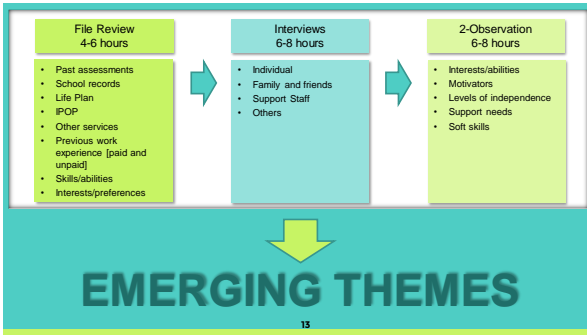 File Review
4-6 hours
• Past assessments
• School records
• Life Plan
• IPOP
• Other services
• Previous work
experience [paid and
unpaid]
• Skills/abilities
• Interests/preferences
Interviews
6-8 hours
• Individual
• Family and friends
• Support Staff
• Others
2-Observation
6-8 hours
• Interests/abilities
• Motivators
• Levels of independence
• Support needs
• Soft skills
EMERGING THEMES
13